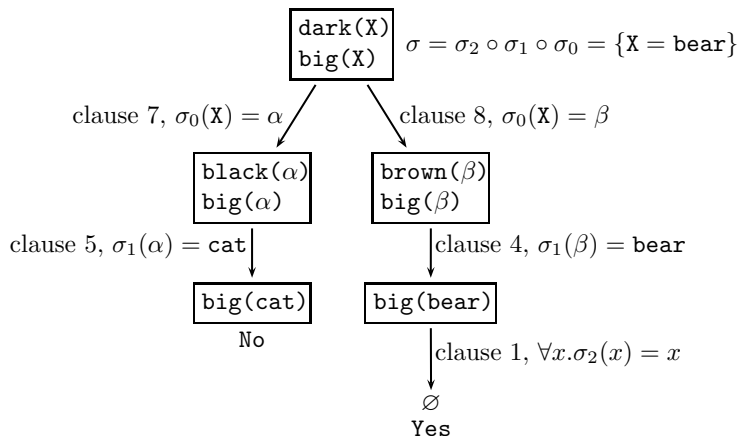 dark(X)
big(X)
σ = σ₂ ∘ σ₁ ∘ σ₀ = {X = bear}
clause 7, σ₀(X) = α
clause 8, σ₀(X) = β
black(α)
big(α)
brown(β)
big(β)
clause 5, σ₁(α) = cat
clause 4, σ₁(β) = bear
big(cat)
big(bear)
No
clause 1, ∀x.σ₂(x) = x
∅
Yes